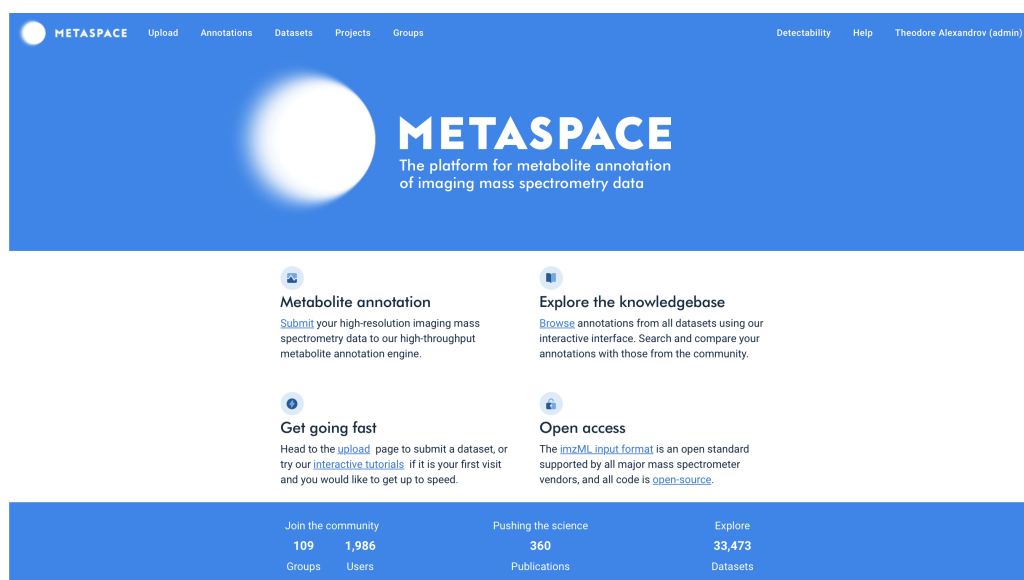 METASPACE Upload Annotations Datasets Projects Groups Detectability Help Theodore Alexandrov (admin)
METASPACE
The platform for metabolite annotation
of imaging mass spectrometry data
Metabolite annotation
Submit your high-resolution imaging mass
spectrometry data to our high-throughput
metabolite annotation engine.
Explore the knowledgebase
Browse annotations from all datasets using our
interactive interface. Search and compare your
annotations with those from the community.
Get going fast
Head to the upload page to submit a dataset, or
try our interactive tutorials if it is your first visit
and you would like to get up to speed.
Open access
The imzML input format is an open standard
supported by all major mass spectrometer
vendors, and all code is open-source.
Join the community
109 1,986
Groups Users
Pushing the science
360
Publications
Explore
33,473
Datasets